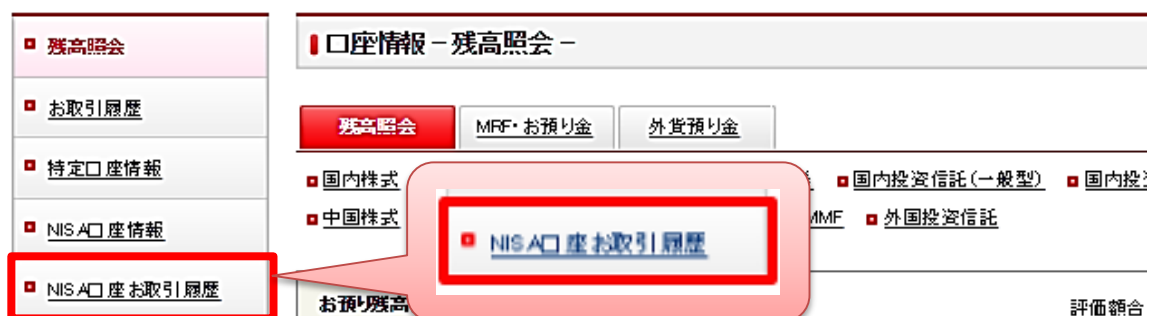 残高照会
お取引履歴
特定口座情報
NISA口座情報
NISA口座お取引履歴
口座情報－残高照会－
残高照会 MRF・お預り金 外貨預り金
国内株式 国内投資信託(一般型) 国内投
中国株式 MMF 外国投資信託
NISA口座お取引履歴
お預り残高 評価額合